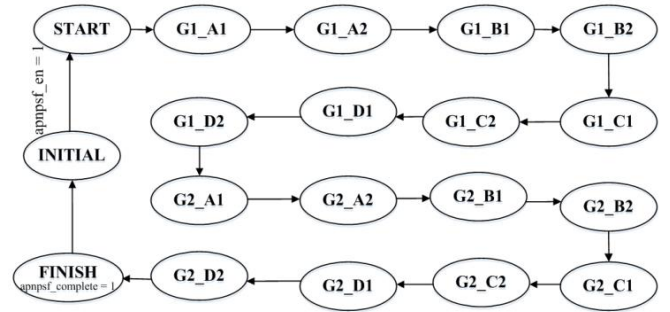 START
G1_A1
G1_A2
G1_B1
G1_B2
apnpsf_en = 1
G1_D2
G1_D1
G1_C2
G1_C1
INITIAL
G2_A1
G2_A2
G2_B1
G2_B2
FINISH
apnpsf_complete = 1
G2_D2
G2_D1
G2_C2
G2_C1